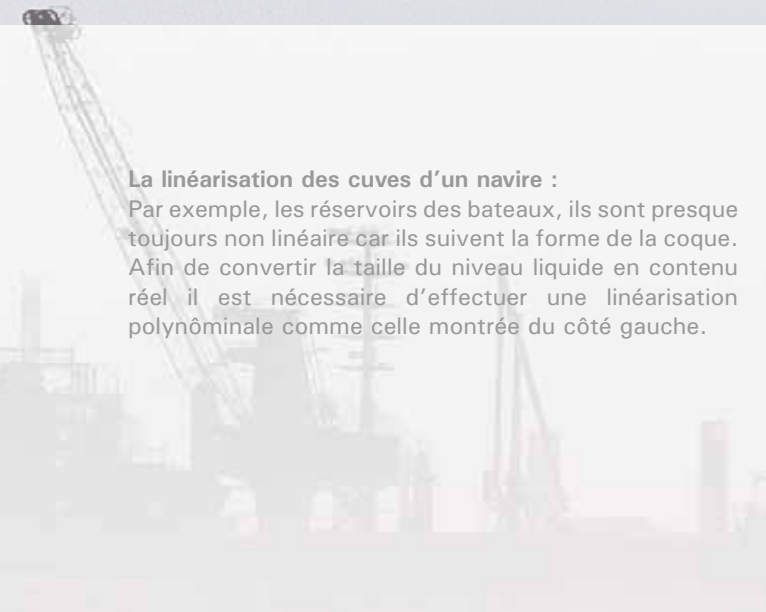 La linéarisation des cuves d’un navire :
Par exemple, les réservoirs des bateaux, ils sont presque
toujours non linéaire car ils suivent la forme de la coque.
Afin de convertir la taille du niveau liquide en contenu
réel il est nécessaire d’effectuer une linéarisation
polynôminale comme celle montrée du côté gauche.